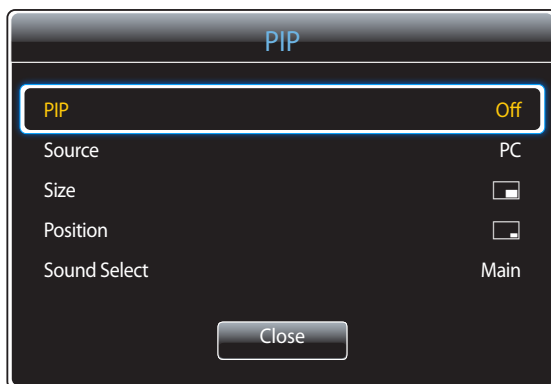 PIP
PIP Off
Source PC
Size
Position
Sound Select Main
Close